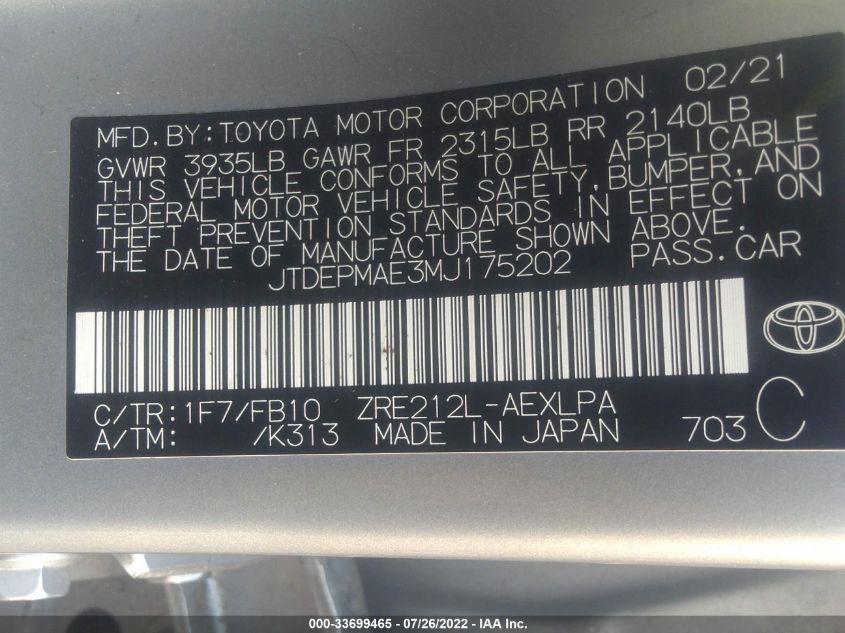 MFD. BY: TOYOTA MOTOR CORPORATION 02/21
GVWR 3935LB GAWR FR 2315LB RR 2140LB
THIS VEHICLE CONFORMS TO ALL APPLICABLE
FEDERAL MOTOR VEHICLE SAFETY, BUMPER, AND
THEFT PREVENTION STANDARDS IN EFFECT ON
THE DATE OF MANUFACTURE SHOWN ABOVE.
JTDEPMAE3MJ175202 PASS. CAR
C/TR: 1F7/FB10 ZRE212L-AEXLPA
A/TM: /K313 MADE IN JAPAN 703 C
000-33699465 - 07/26/2022 - IAA Inc.